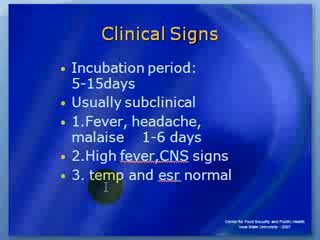 Clinical Signs
Incubation period:
5-15days
Usually subclinical
1.Fever, headache,
malaise 1-6 days
2.High fever,CNS signs
3. temp and esr normal
Center for Food Security and Public Health
Iowa State University - 2007